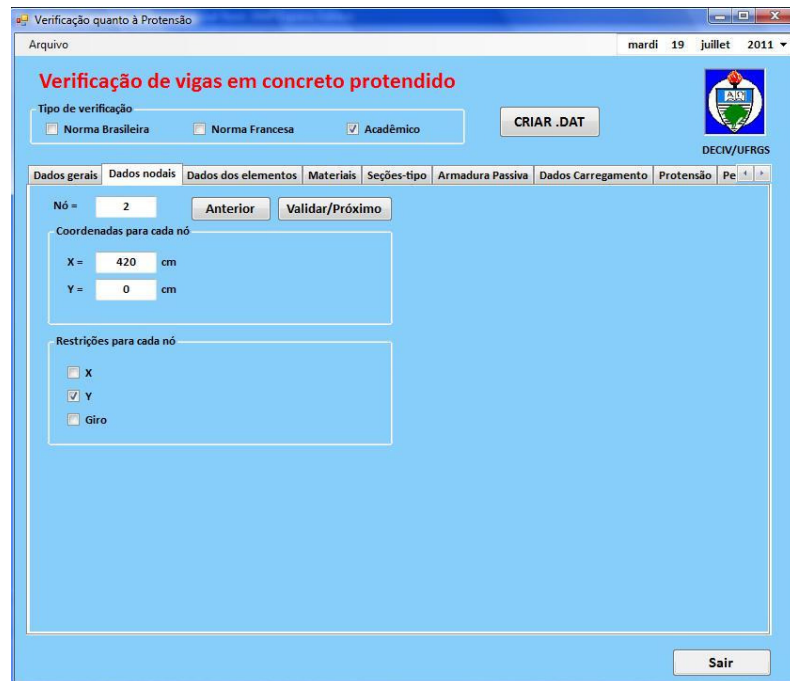 Verificação quanto à Protensão
Arquivo
mardi 19 juillet 2011
Verificação de vigas em concreto protendido
Tipo de verificação
Norma Brasileira
Norma Francesa
Acadêmico
CRIAR .DAT
DECIV/UFRGS
Dados gerais
Dados nodais
Dados dos elementos
Materiais
Seções-tipo
Armadura Passiva
Dados Carregamento
Protensão
Pe
Nó = 2
Anterior
Validar/Próximo
Coordenadas para cada nó
X = 420 cm
Y = 0 cm
Restrições para cada nó
X
Y
Giro
Sair